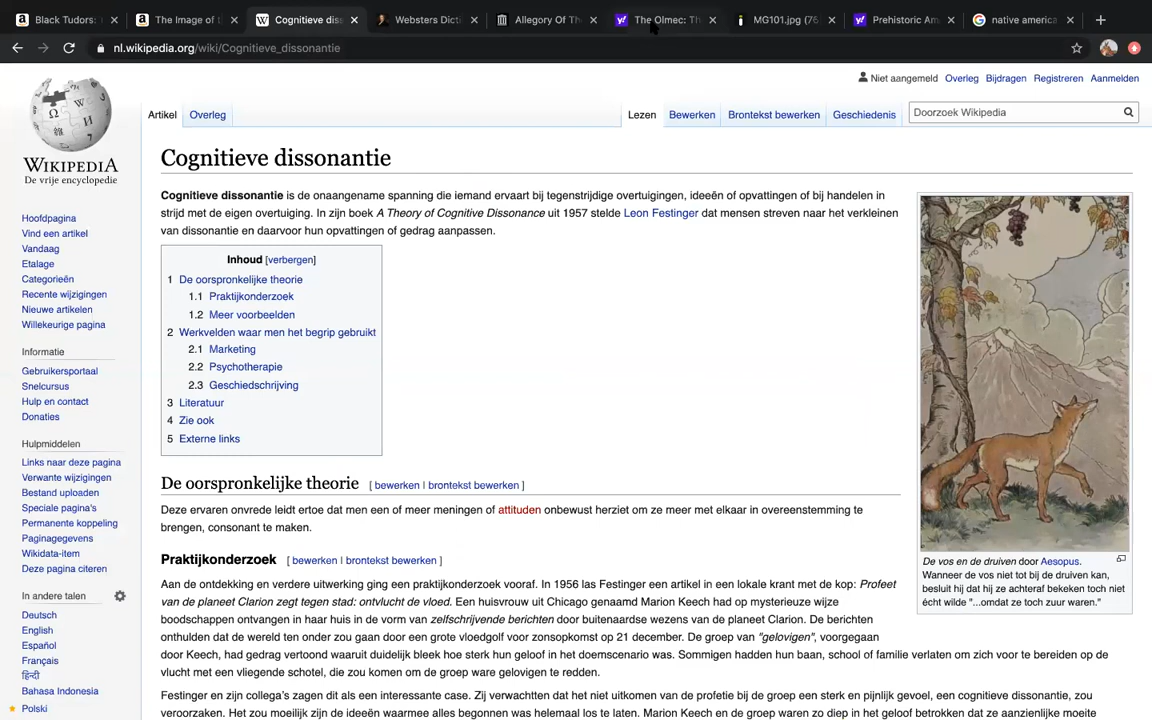 Black Tudors:
The Image of t
Cognitieve diss
Websters Dicti
Allegory Of The
The Olmec: Th
MG101.jpg (76
Prehistoric Am
native america
nl.wikipedia.org/wiki/Cognitieve_dissonantie
Niet aangemeld Overleg Bijdragen Registreren Aanmelden
Artikel Overleg Lezen Bewerken Brontekst bewerken Geschiedenis Doorzoek Wikipedia
WIKIPEDIA
De vrije encyclopedie
Hoofdpagina
Vind een artikel
Vandaag
Etalage
Categorieën
Recente wijzigingen
Nieuwe artikelen
Willekeurige pagina
Informatie
Gebruikersportaal
Snelcursus
Hulp en contact
Donaties
Hulpmiddelen
Links naar deze pagina
Verwante wijzigingen
Bestand uploaden
Speciale pagina's
Permanente koppeling
Paginagegevens
Wikidata-item
Deze pagina citeren
In andere talen
Deutsch
English
Español
Français
हिन्दी
Bahasa Indonesia
Polski
Cognitieve dissonantie
Cognitieve dissonantie is de onaangename spanning die iemand ervaart bij tegenstrijdige overtuigingen, ideeën of opvattingen of bij handelen in
strijd met de eigen overtuiging. In zijn boek A Theory of Cognitive Dissonance uit 1957 stelde Leon Festinger dat mensen streven naar het verkleinen
van dissonantie en daarvoor hun opvattingen of gedrag aanpassen.
Inhoud [verbergen]
1 De oorspronkelijke theorie
1.1 Praktijkonderzoek
1.2 Meer voorbeelden
2 Werkvelden waar men het begrip gebruikt
2.1 Marketing
2.2 Psychotherapie
2.3 Geschiedschrijving
3 Literatuur
4 Zie ook
5 Externe links
De vos en de druiven door Aesopus.
Wanneer de vos niet tot bij de druiven kan,
besluit hij dat hij ze achteraf bekeken toch niet
écht wilde "...omdat ze toch zuur waren."
De oorspronkelijke theorie [ bewerken | brontekst bewerken ]
Deze ervaren onvrede leidt ertoe dat men een of meer meningen of attituden onbewust herziet om ze meer met elkaar in overeenstemming te
brengen, consonant te maken.
Praktijkonderzoek [ bewerken | brontekst bewerken ]
Aan de ontdekking en verdere uitwerking ging een praktijkonderzoek vooraf. In 1956 las Festinger een artikel in een lokale krant met de kop: Profeet
van de planeet Clarion zegt tegen stad: ontvlucht de vloed. Een huisvrouw uit Chicago genaamd Marion Keech had op mysterieuze wijze
boodschappen ontvangen in haar huis in de vorm van zelfschrijvende berichten door buitenaardse wezens van de planeet Clarion. De berichten
onthulden dat de wereld ten onder zou gaan door een grote vloedgolf voor zonsopkomst op 21 december. De groep van "gelovigen", voorgegaan
door Keech, had gedrag vertoond waaruit duidelijk bleek hoe sterk hun geloof in het doemscenario was. Sommigen hadden hun baan, school of familie verlaten om zich voor te bereiden op de
vlucht met een vliegende schotel, die zou komen om de groep ware gelovigen te redden.
Festinger en zijn collega's zagen dit als een interessante case. Zij verwachtten dat het niet uitkomen van de profetie bij de groep een sterk en pijnlijk gevoel, een cognitieve dissonantie, zou
veroorzaken. Het zou moeilijk zijn de ideeën waarmee alles begonnen was helemaal los te laten. Marion Keech en de groep waren zo diep in het geloof betrokken dat ze aanzienlijke moeite